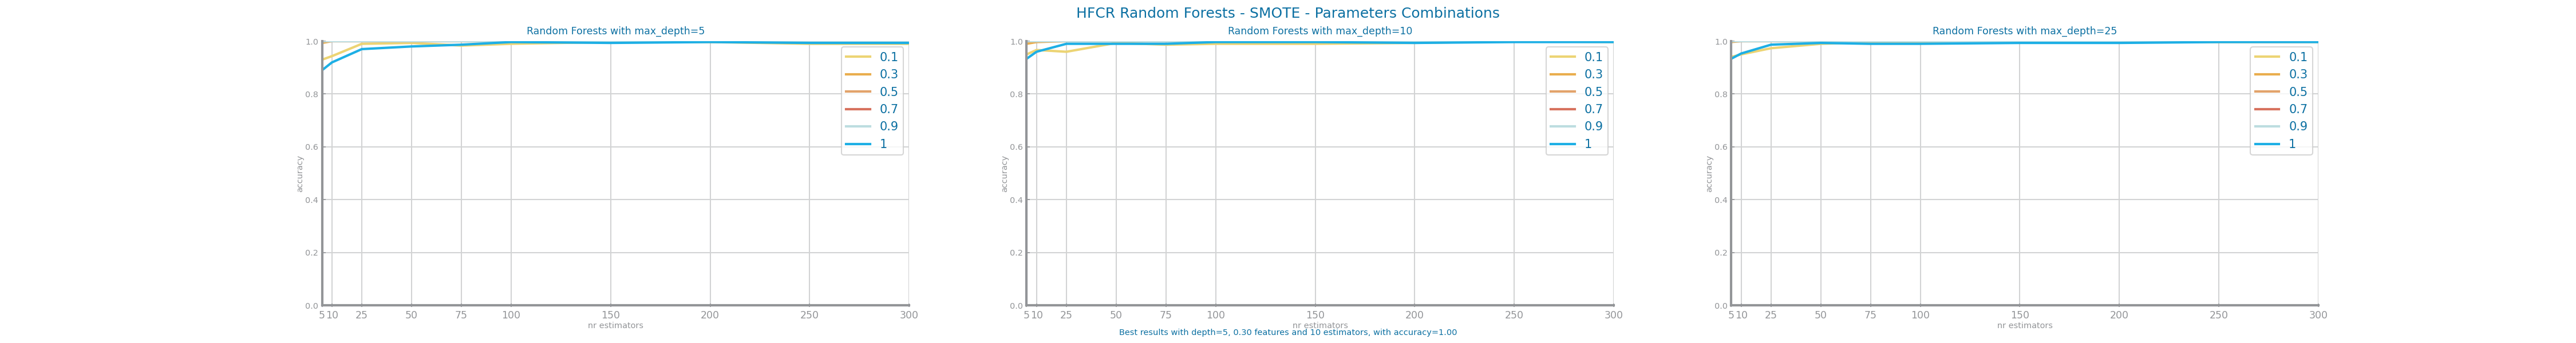 HFCR Random Forests - SMOTE - Parameters Combinations
Random Forests with max_depth=5
1.0
0.8
0.6
0.4
0.2
0.0
accuracy
5 10 25 50 75 100 150 200 250 300
nr estimators
0.1
0.3
0.5
0.7
0.9
1
Random Forests with max_depth=10
1.0
0.8
0.6
0.4
0.2
0.0
accuracy
5 10 25 50 75 100 150 200 250 300
nr estimators
0.1
0.3
0.5
0.7
0.9
1
Random Forests with max_depth=25
1.0
0.8
0.6
0.4
0.2
0.0
accuracy
5 10 25 50 75 100 150 200 250 300
nr estimators
0.1
0.3
0.5
0.7
0.9
1
Best results with depth=5, 0.30 features and 10 estimators, with accuracy=1.00